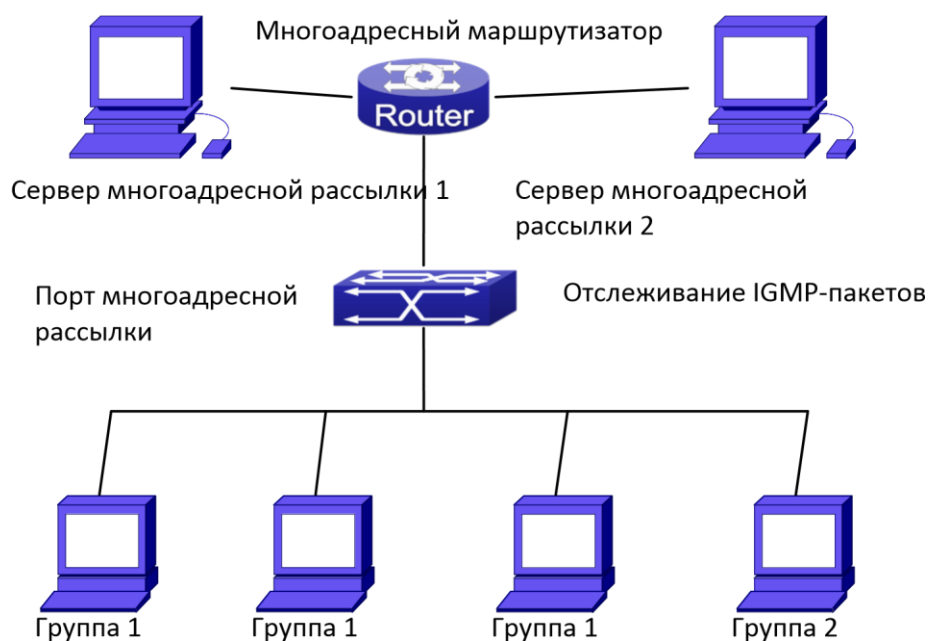 Многоадресный маршрутизатор
Router
Сервер многоадресной рассылки 1
Сервер многоадресной
рассылки 2
Порт многоадресной
рассылки
Отслеживание IGMP-пакетов
Группа 1
Группа 1
Группа 1
Группа 2